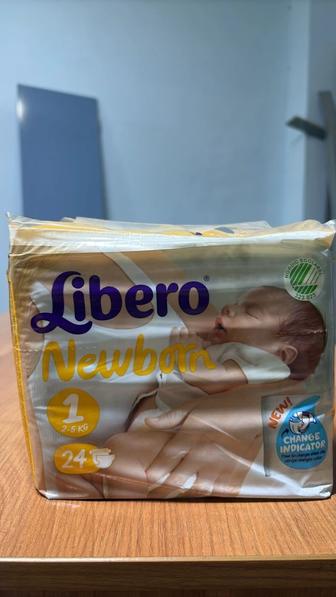 Libero
Newborn
1
2-5 KG
24
NEW!
CHANGE
INDICATOR